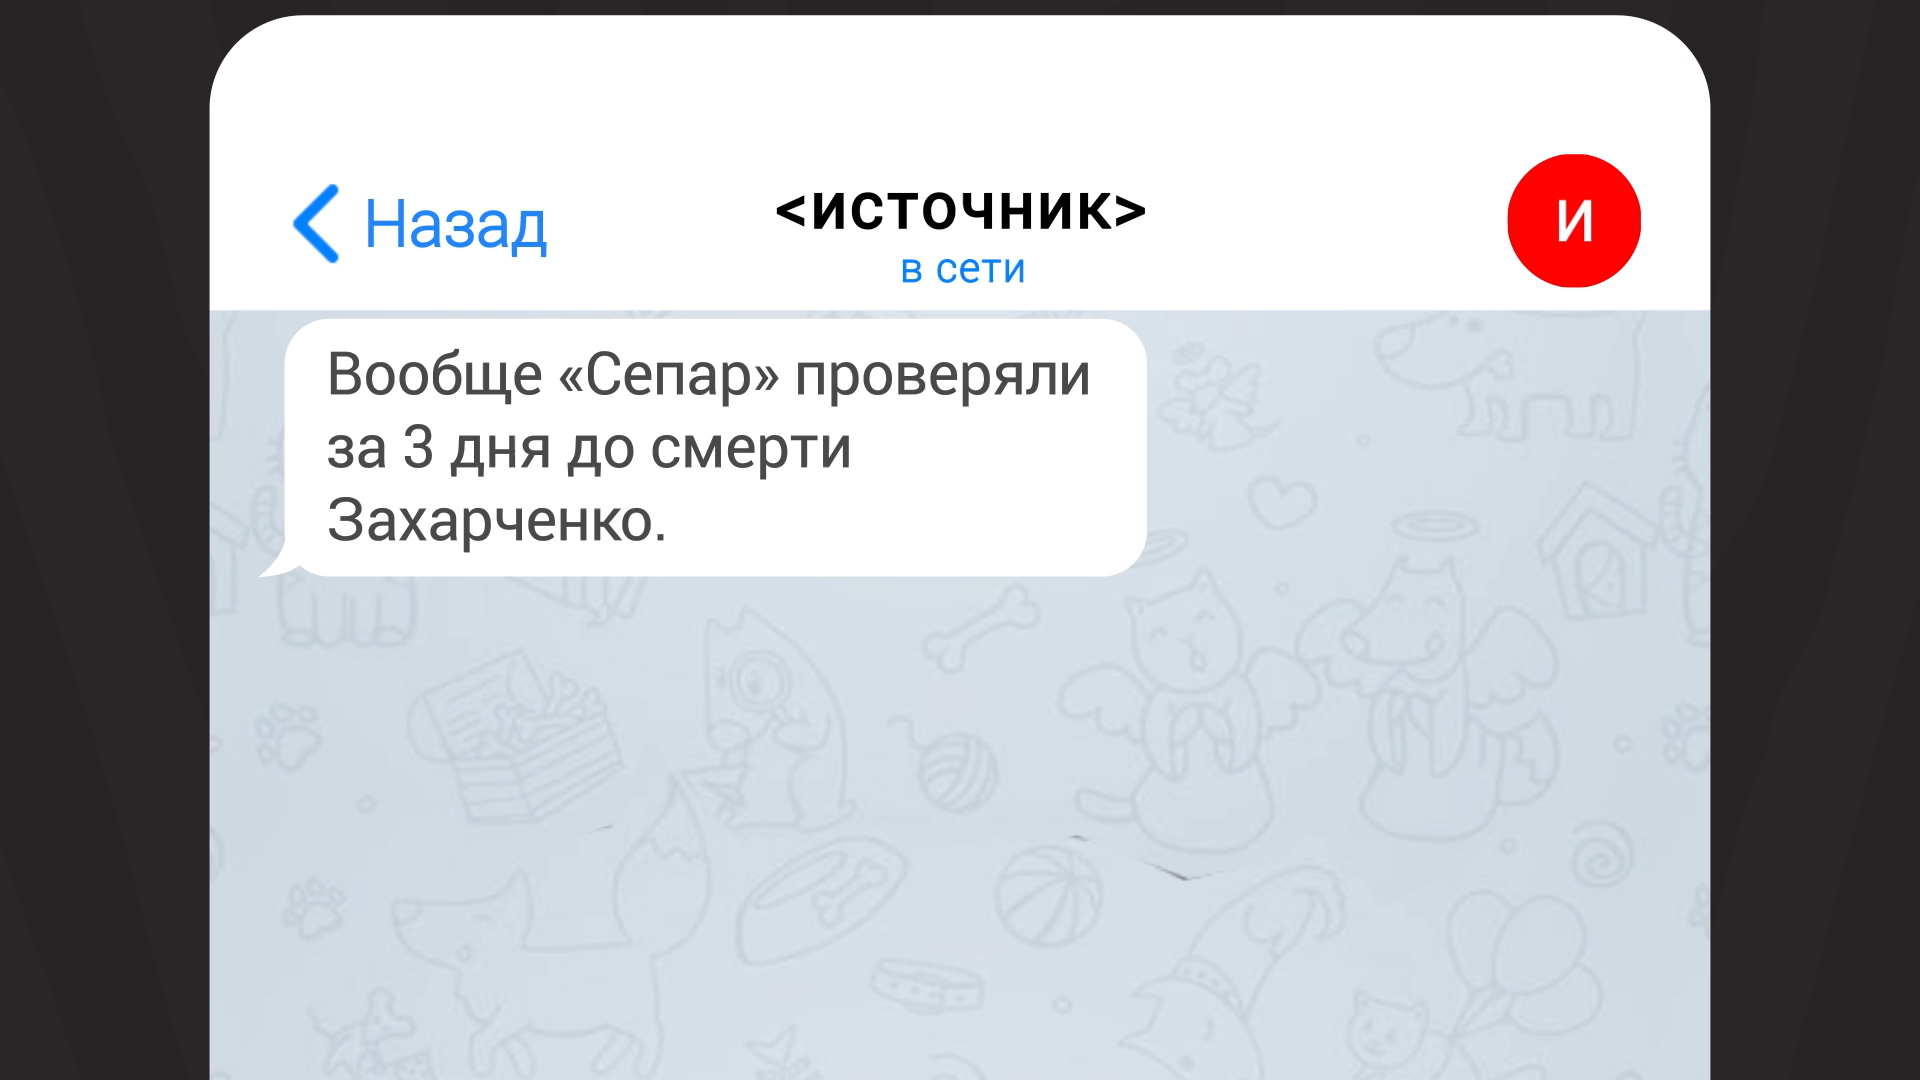 Назад
<источник>
в сети
И
Вообще «Сепар» проверяли
за 3 дня до смерти
Захарченко.